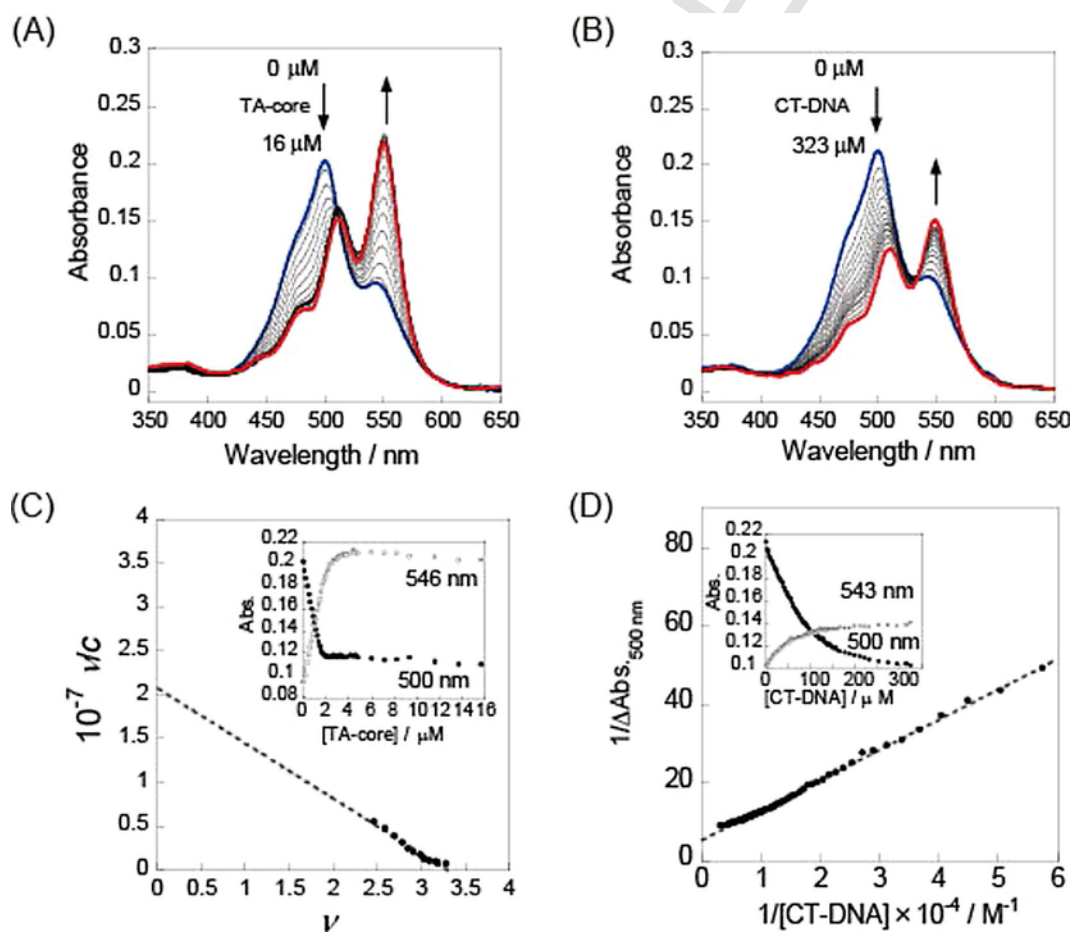 (A)
0.3
0.25
0.2
0.15
0.1
0.05
0
Absorbance
0 μM
TA-core
16 μM
350 400 450 500 550 600 650
Wavelength / nm
(B)
0.3
0.25
0.2
0.15
0.1
0.05
0
Absorbance
0 μM
CT-DNA
323 μM
350 400 450 500 550 600 650
Wavelength / nm
(C)
4
3.5
3
2.5
2
1.5
1
0.5
0
10⁻⁷ ν/c
0.22
0.2
0.18
0.16
0.14
0.12
0.1
0.08
Abs.
546 nm
500 nm
0 2 4 6 8 10 12 14 16
[TA-core] / μM
0 0.5 1 1.5 2 2.5 3 3.5 4
ν
(D)
80
60
40
20
0
1/ΔAbs.500 nm
0.22
0.2
0.18
0.16
0.14
0.12
0.1
Abs.
543 nm
500 nm
0 100 200 300
[CT-DNA] / μ M
0 1 2 3 4 5 6
1/[CT-DNA] × 10⁻⁴ / M⁻¹